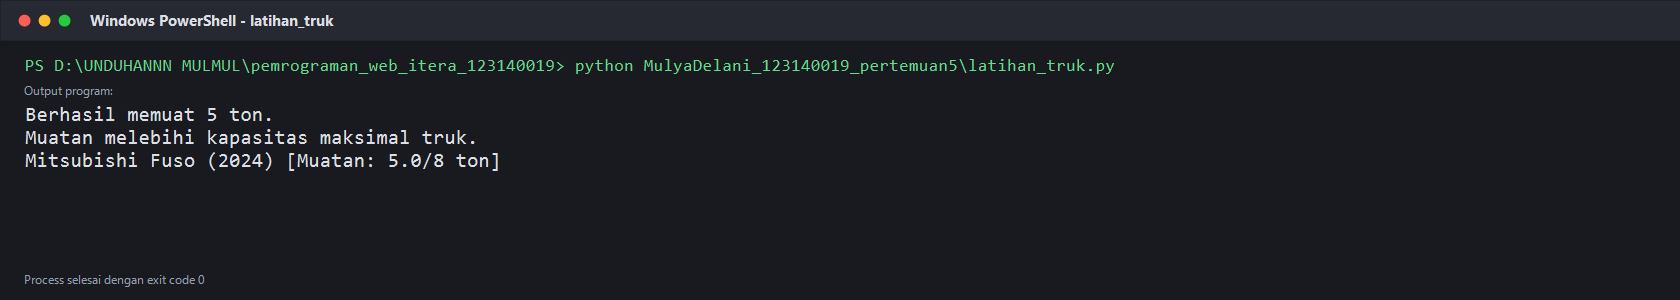 Windows PowerShell - latihan_truk
PS D:\UNDUHANNN MULMUL\pemrograman_web_itera_123140019> python MulyaDelani_123140019_pertemuan5\latihan_truk.py
Output program:
Berhasil memuat 5 ton.
Muatan melebihi kapasitas maksimal truk.
Mitsubishi Fuso (2024) [Muatan: 5.0/8 ton]
Process selesai dengan exit code 0